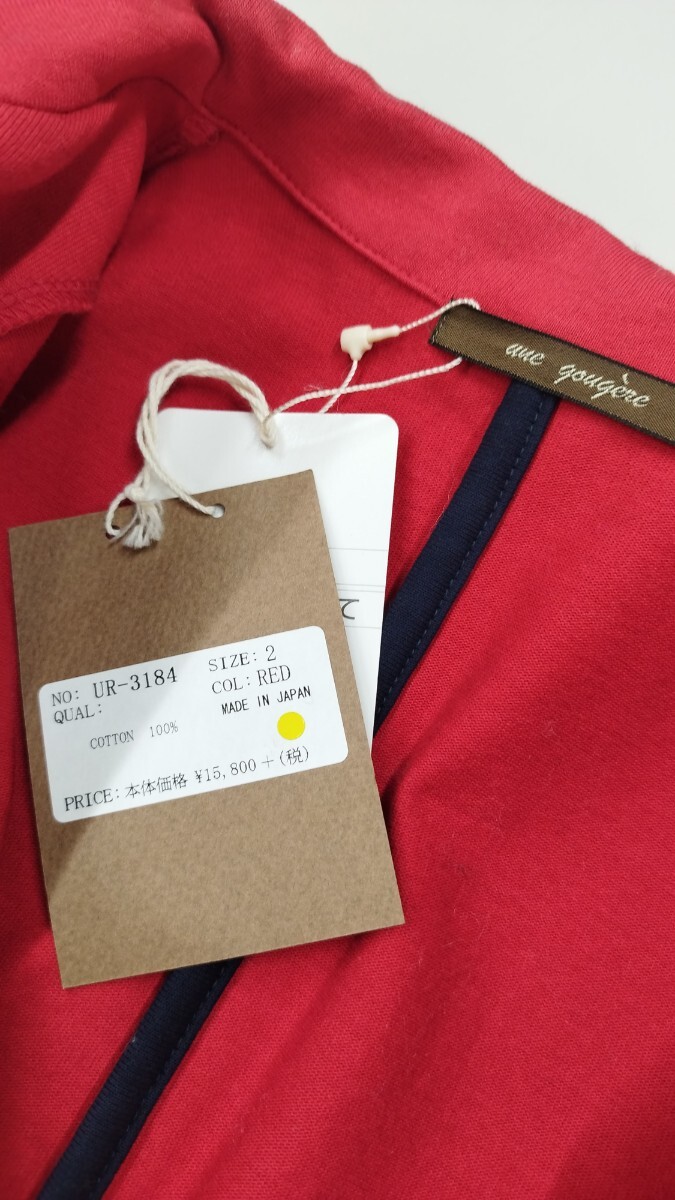 une gougère
て
NO: UR-3184 SIZE: 2
QUAL: COL: RED
COTTON 100% MADE IN JAPAN
PRICE: 本体価格 ¥15,800+(税)